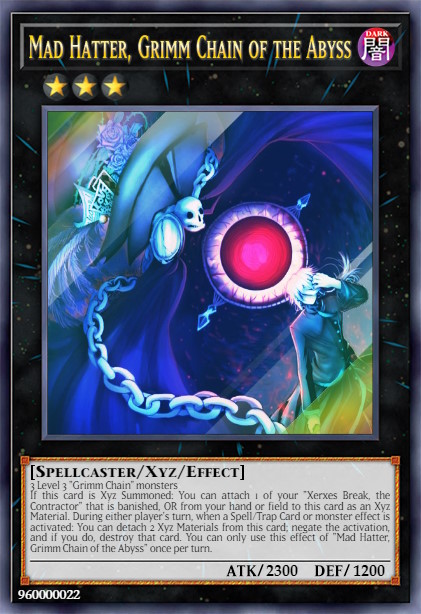 Mad Hatter, Grimm Chain of the Abyss
DARK
闇
[Spellcaster/Xyz/Effect]
3 Level 3 "Grimm Chain" monsters
If this card is Xyz Summoned: You can attach 1 of your "Xerxes Break, the
Contractor" that is banished, OR from your hand or field to this card as an Xyz
Material. During either player's turn, when a Spell/Trap Card or monster effect is
activated: You can detach 2 Xyz Materials from this card; negate the activation,
and if you do, destroy that card. You can only use this effect of "Mad Hatter,
Grimm Chain of the Abyss" once per turn.
ATK/2300 DEF/1200
960000022